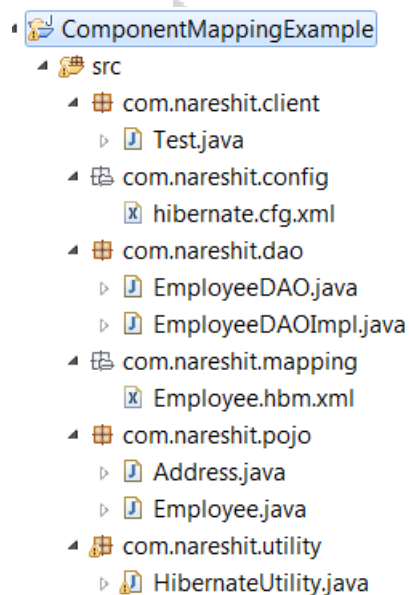 ComponentMappingExample
src
com.nareshit.client
Test.java
com.nareshit.config
hibernate.cfg.xml
com.nareshit.dao
EmployeeDAO.java
EmployeeDAOImpl.java
com.nareshit.mapping
Employee.hbm.xml
com.nareshit.pojo
Address.java
Employee.java
com.nareshit.utility
HibernateUtility.java